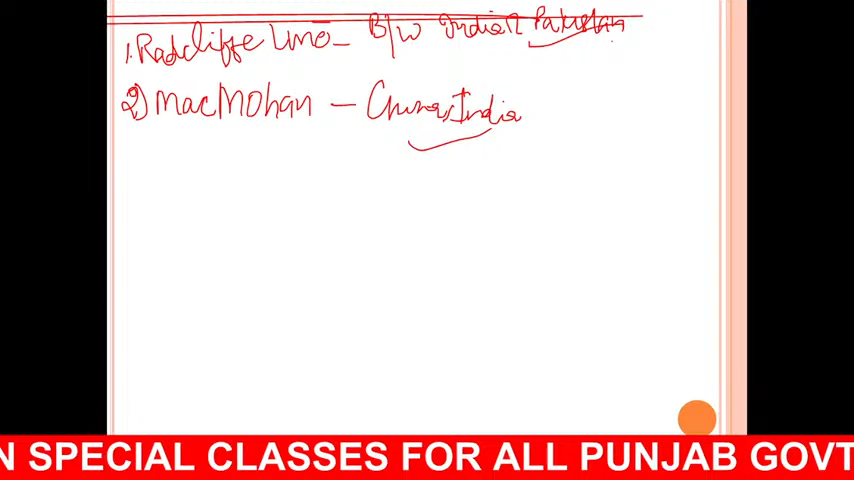 1. Radcliffe Line - B/w India & Pakistan
2) MacMohan - China & India
N SPECIAL CLASSES FOR ALL PUNJAB GOVT